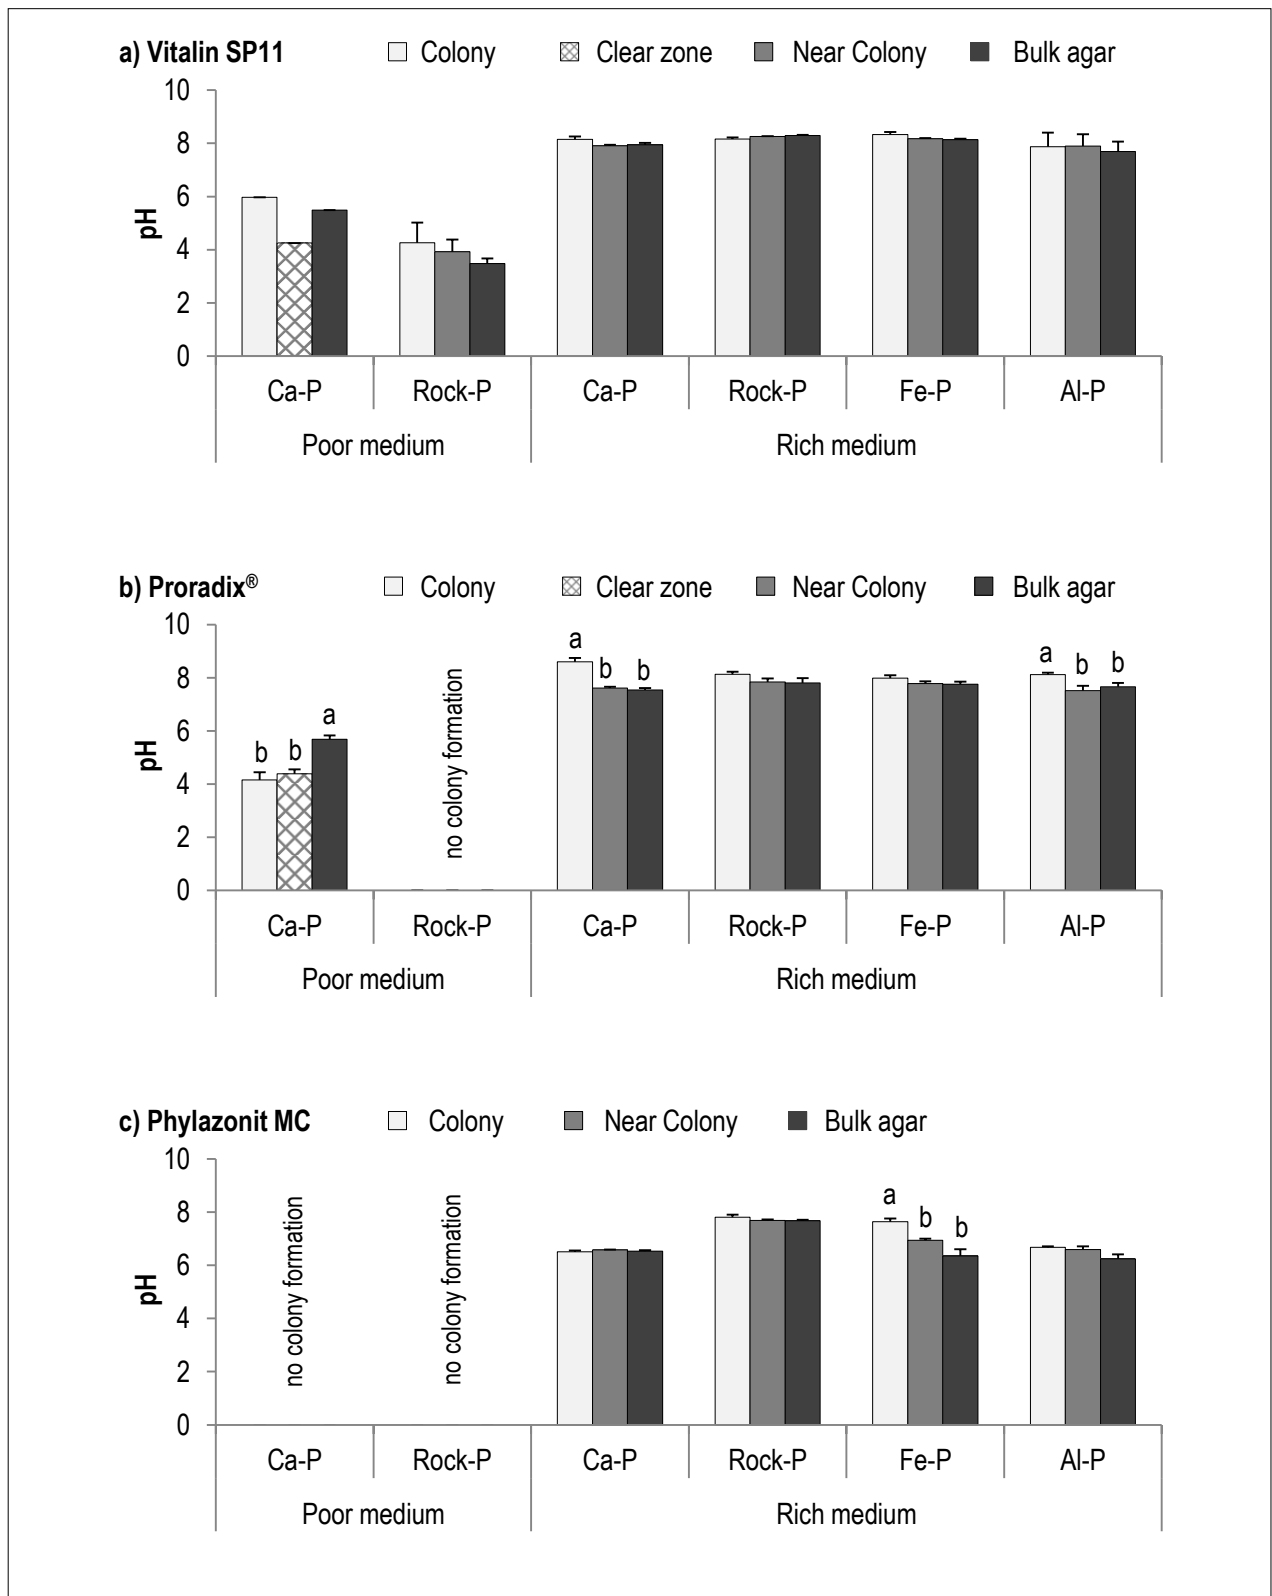 a) Vitalin SP11 Colony Clear zone Near Colony Bulk agar
10
8
6
4
2
0
pH
Ca-P Rock-P Ca-P Rock-P Fe-P Al-P
Poor medium Rich medium
b) Proradix® Colony Clear zone Near Colony Bulk agar
10
8
6
4
2
0
pH
b b a
no colony formation
a b b
a b b
Ca-P Rock-P Ca-P Rock-P Fe-P Al-P
Poor medium Rich medium
c) Phylazonit MC Colony Near Colony Bulk agar
10
8
6
4
2
0
pH
no colony formation
no colony formation
a b b
Ca-P Rock-P Ca-P Rock-P Fe-P Al-P
Poor medium Rich medium